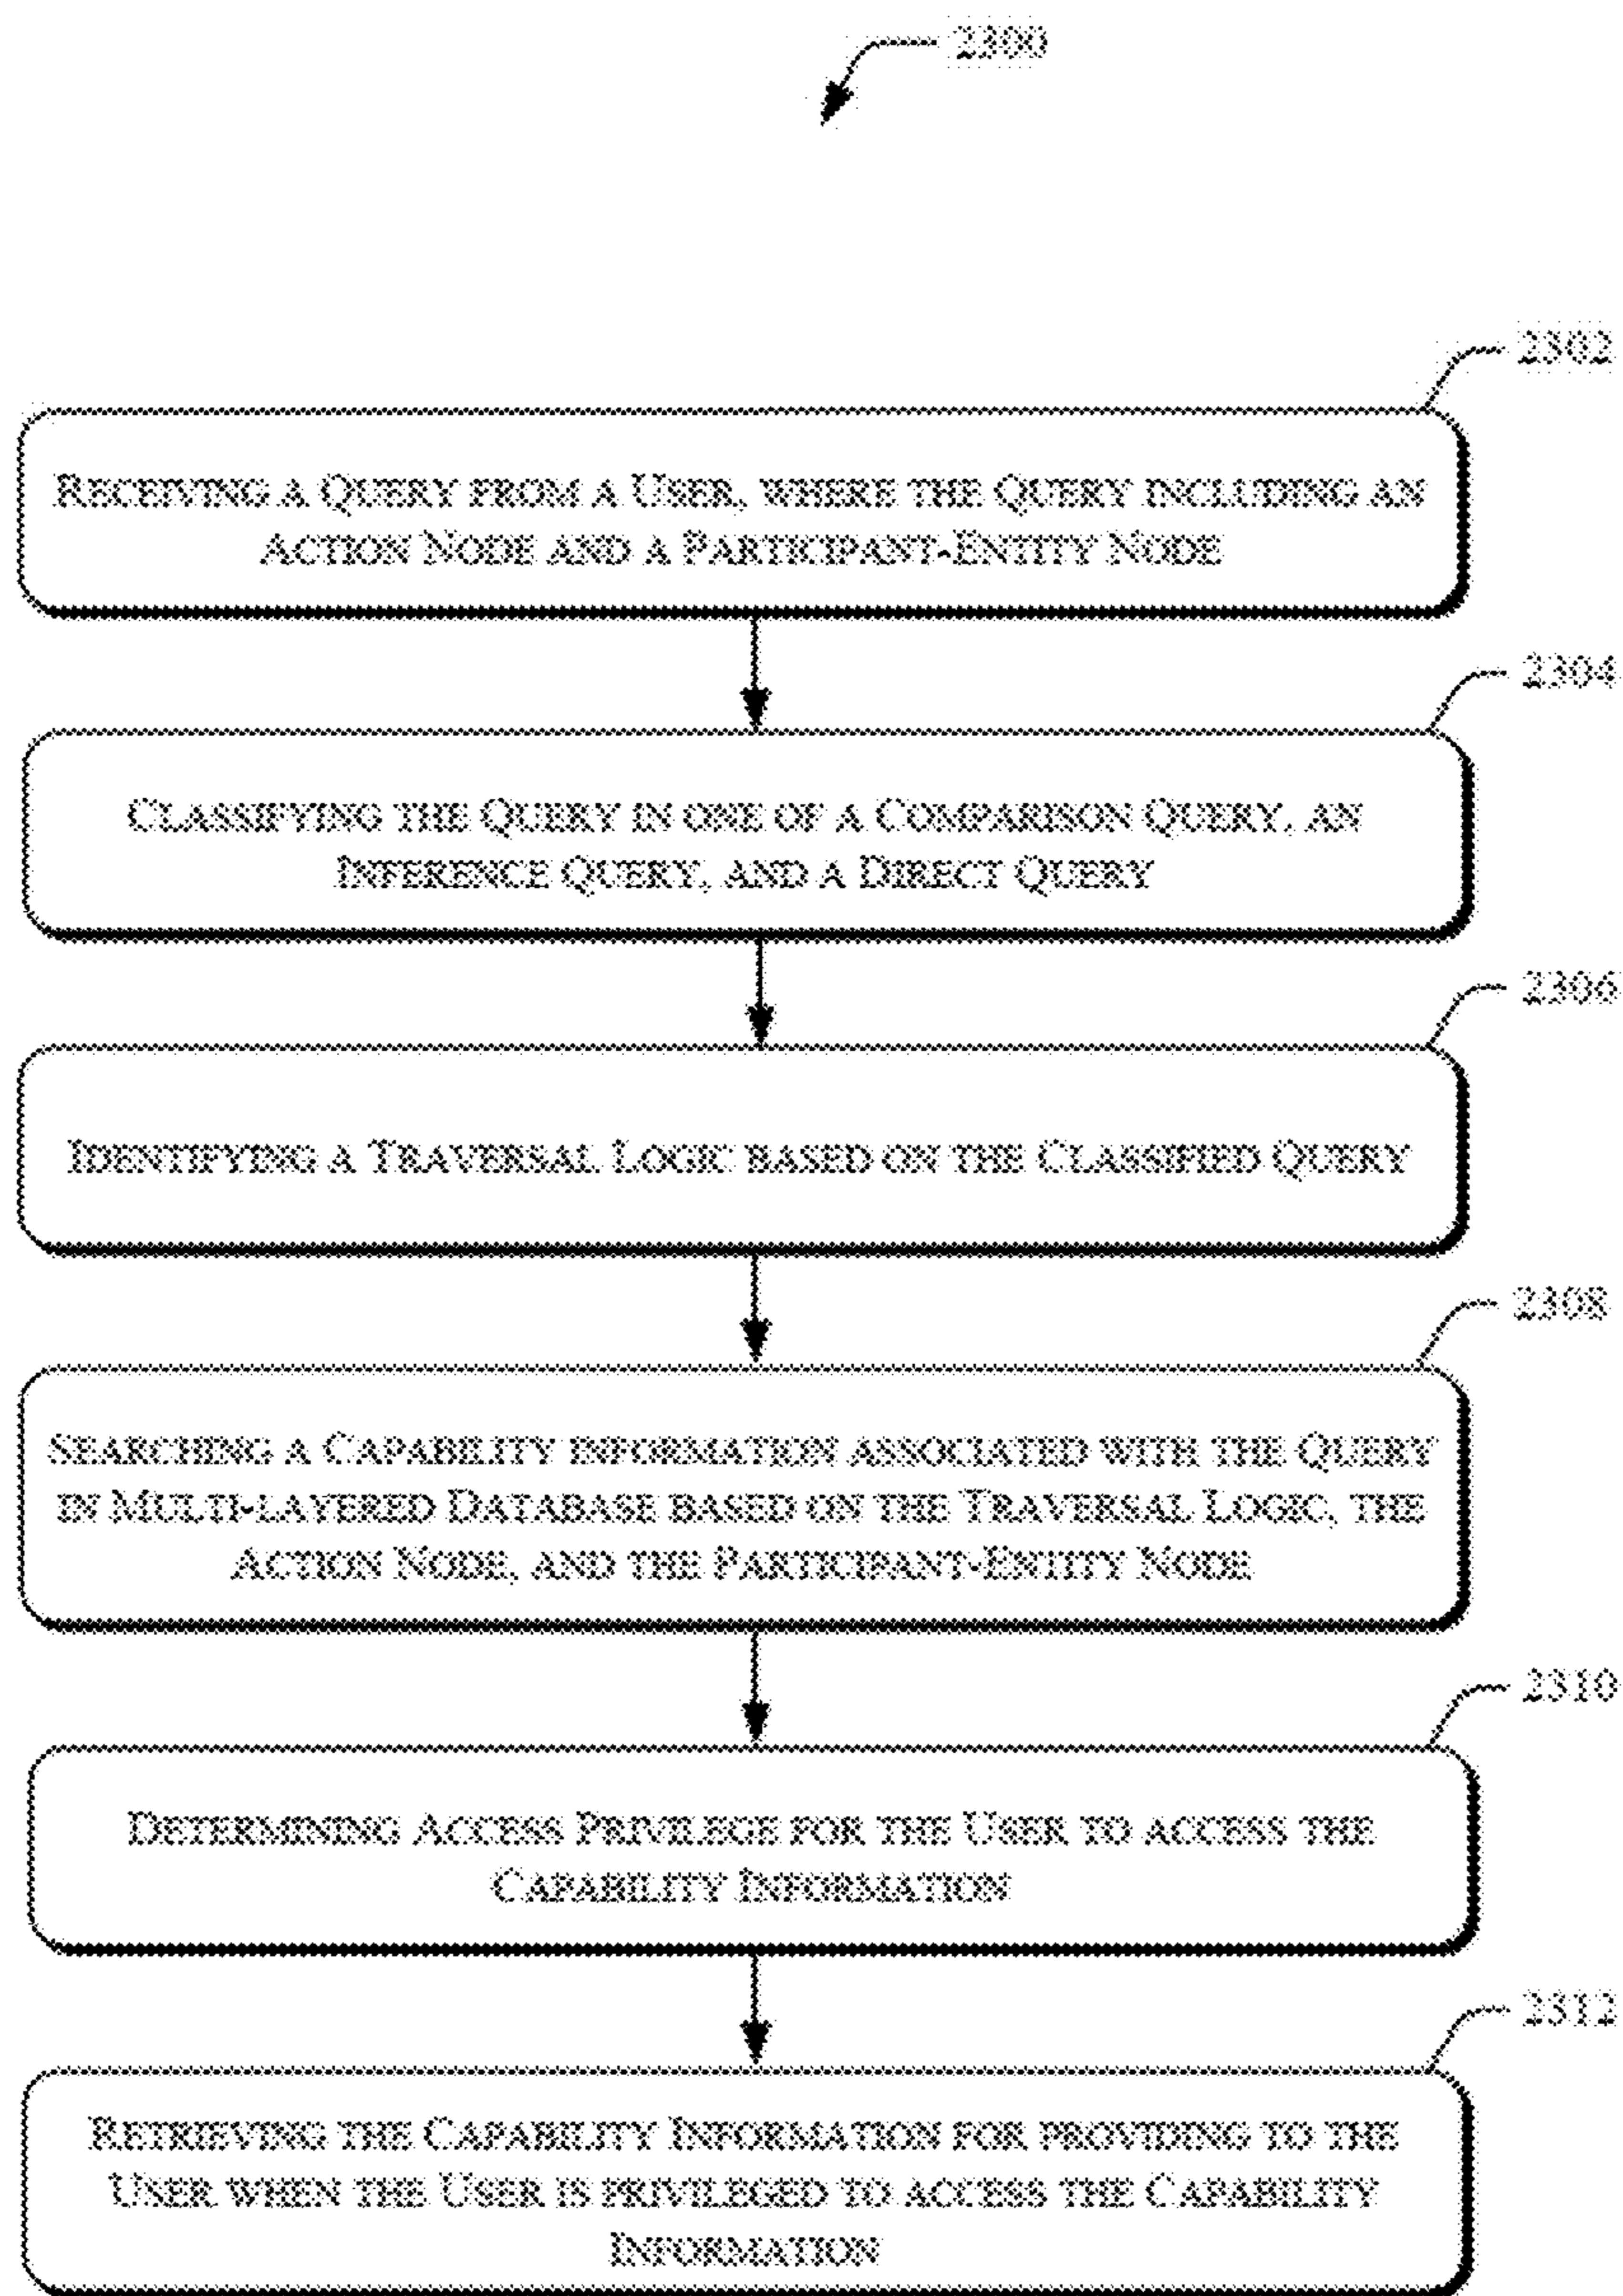 2300
2302
RECEIVING A QUERY FROM A USER, WHERE THE QUERY INCLUDING AN
ACTION NODE AND A PARTICIPANT-ENTITY NODE
2304
CLASSIFYING THE QUERY IN ONE OF A COMPARISON QUERY, AN
INFERENCE QUERY, AND A DIRECT QUERY
2306
IDENTIFYING A TRAVERSAL LOGIC BASED ON THE CLASSIFIED QUERY
2308
SEARCHING A CAPABILITY INFORMATION ASSOCIATED WITH THE QUERY
IN MULTI-LAYERED DATABASE BASED ON THE TRAVERSAL LOGIC, THE
ACTION NODE, AND THE PARTICIPANT-ENTITY NODE
2310
DETERMINING ACCESS PRIVILEGE FOR THE USER TO ACCESS THE
CAPABILITY INFORMATION
2312
RETRIEVING THE CAPABILITY INFORMATION FOR PROVIDING TO THE
USER WHEN THE USER IS PRIVILEGED TO ACCESS THE CAPABILITY
INFORMATION